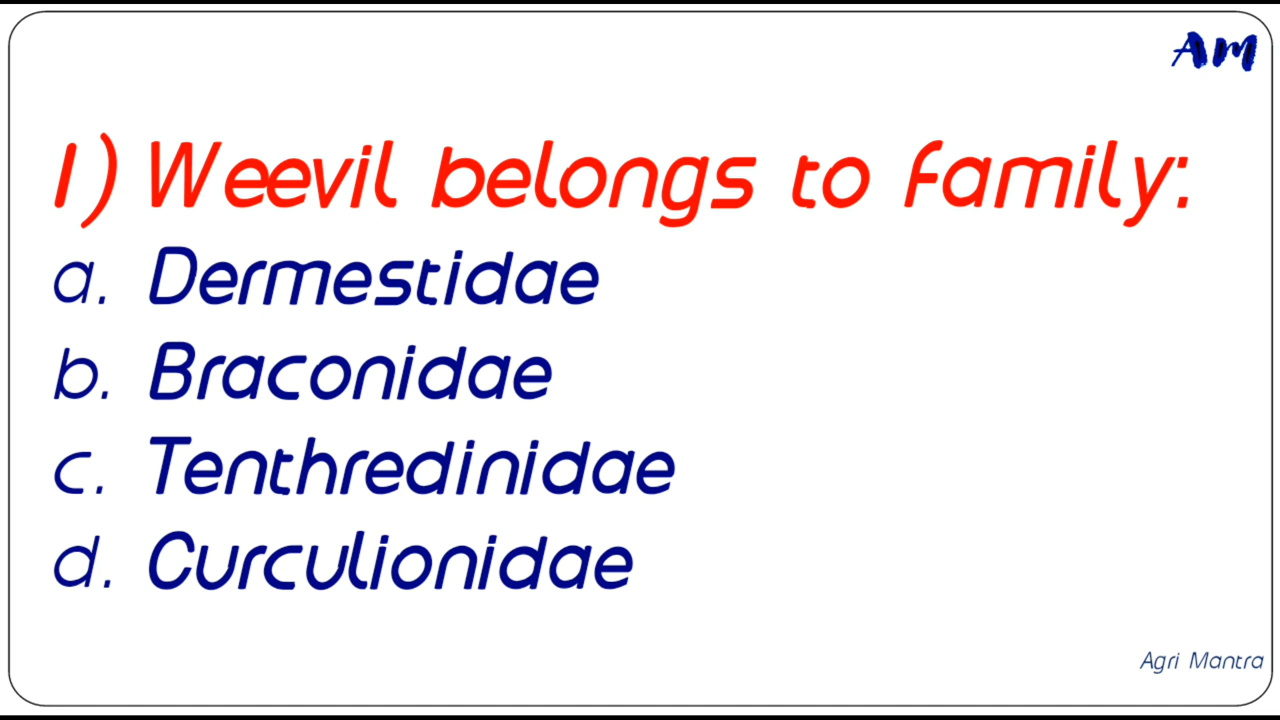 AM
1) Weevil belongs to family:
a. Dermestidae
b. Braconidae
c. Tenthredinidae
d. Curculionidae
Agri Mantra